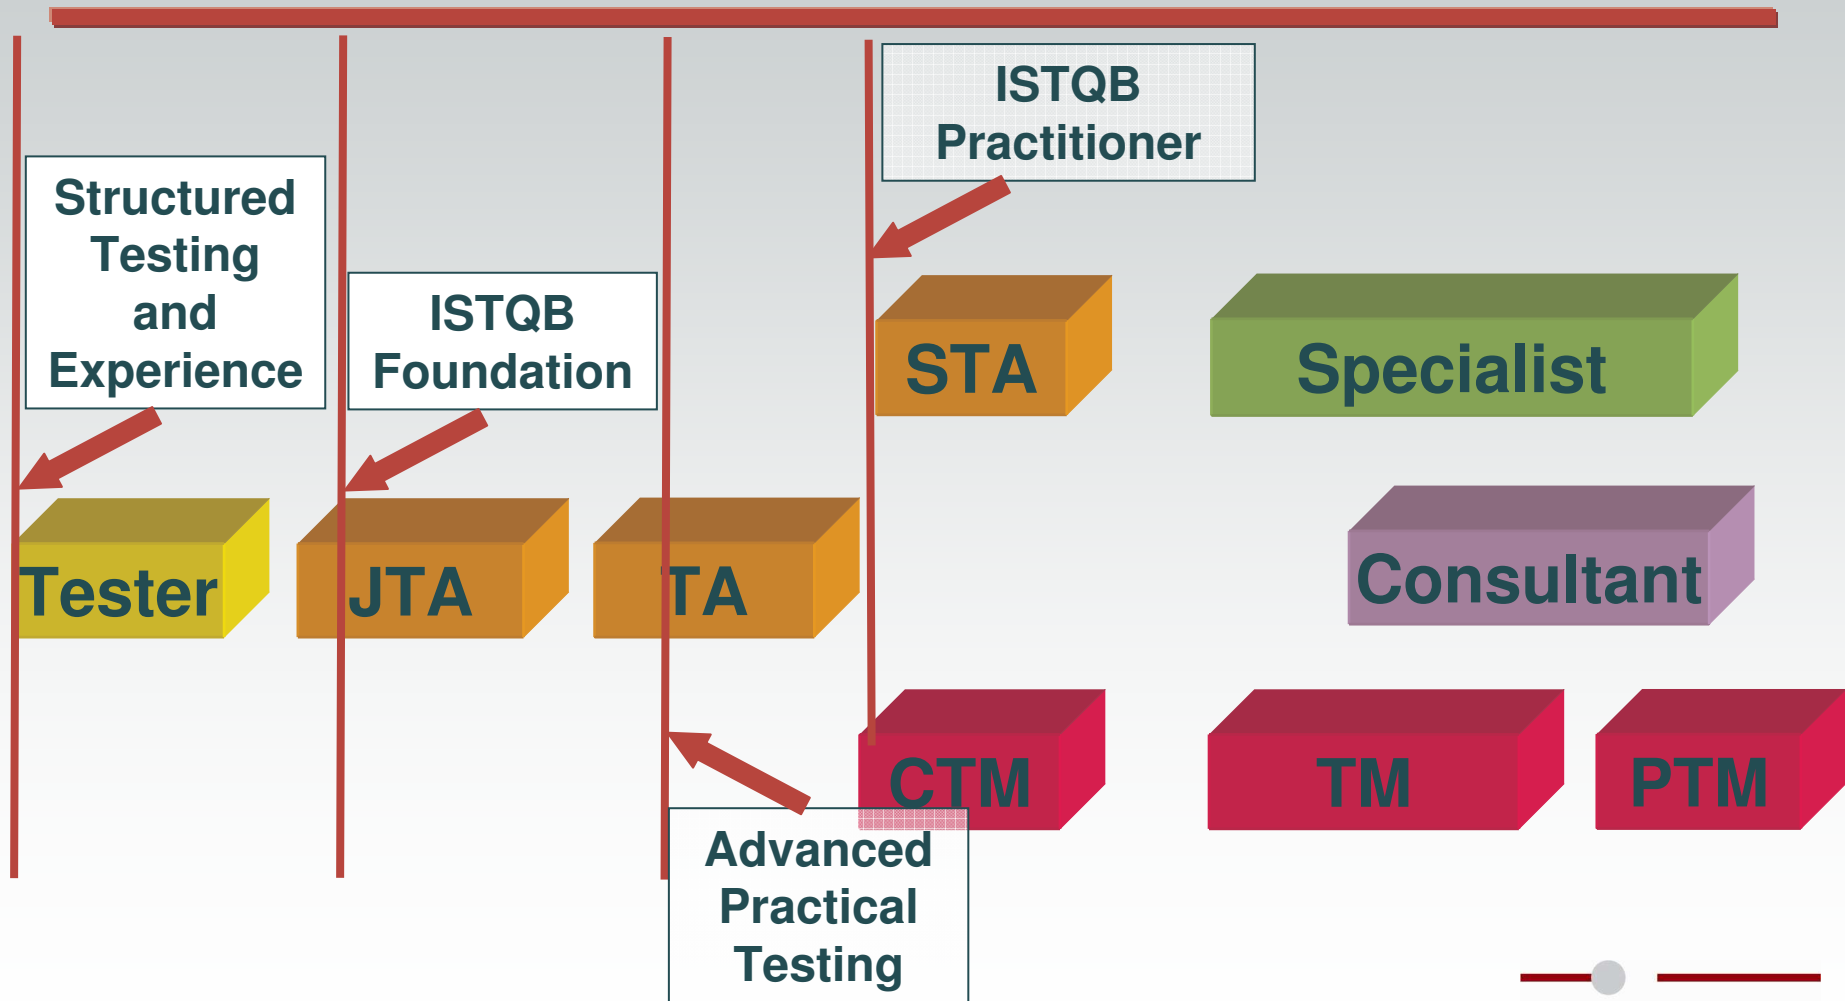 ISTQB
Practitioner
Structured
Testing
and
Experience
ISTQB
Foundation
STA
Specialist
Tester
JTA
TA
Consultant
CTM
TM
PTM
Advanced
Practical
Testing